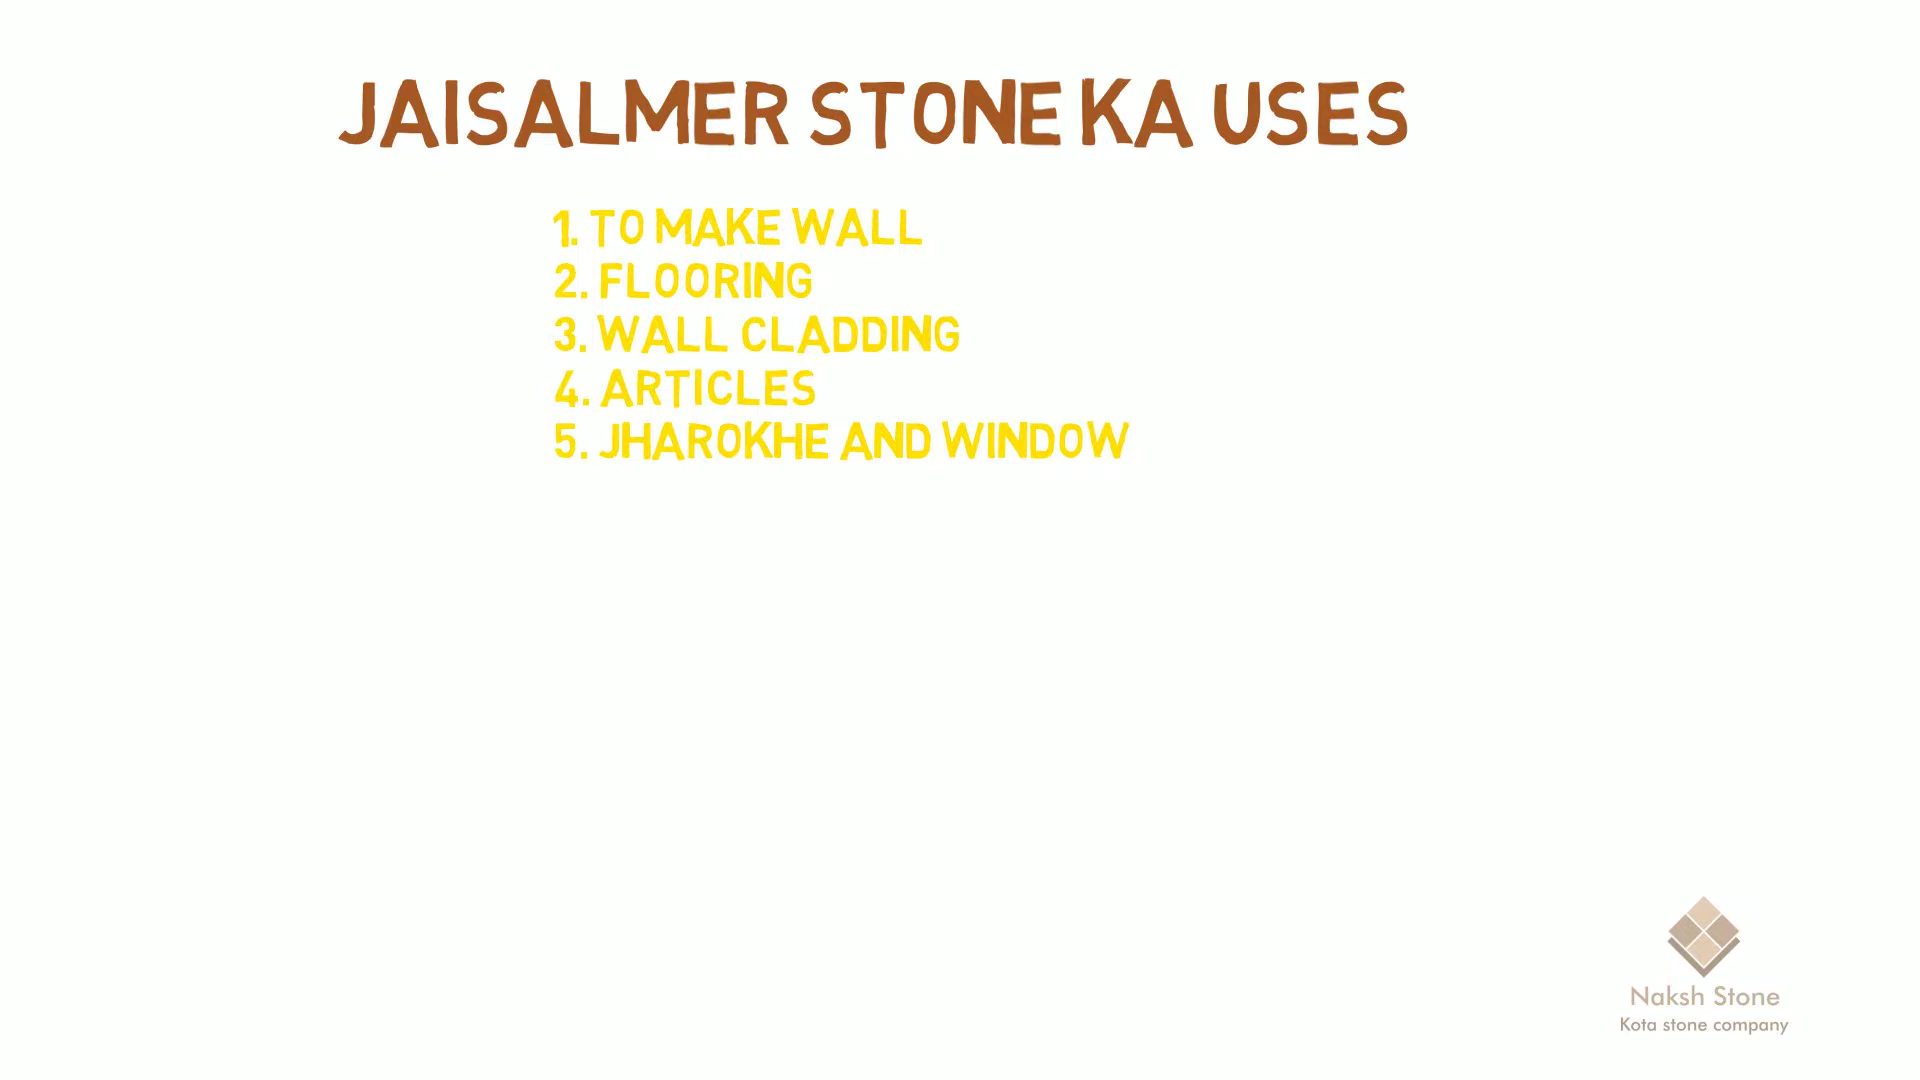 JAISALMER STONE KA USES
1. TO MAKE WALL
2. FLOORING
3. WALL CLADDING
4. ARTICLES
5. JHAROKHE AND WINDOW
Naksh Stone
Kota stone company